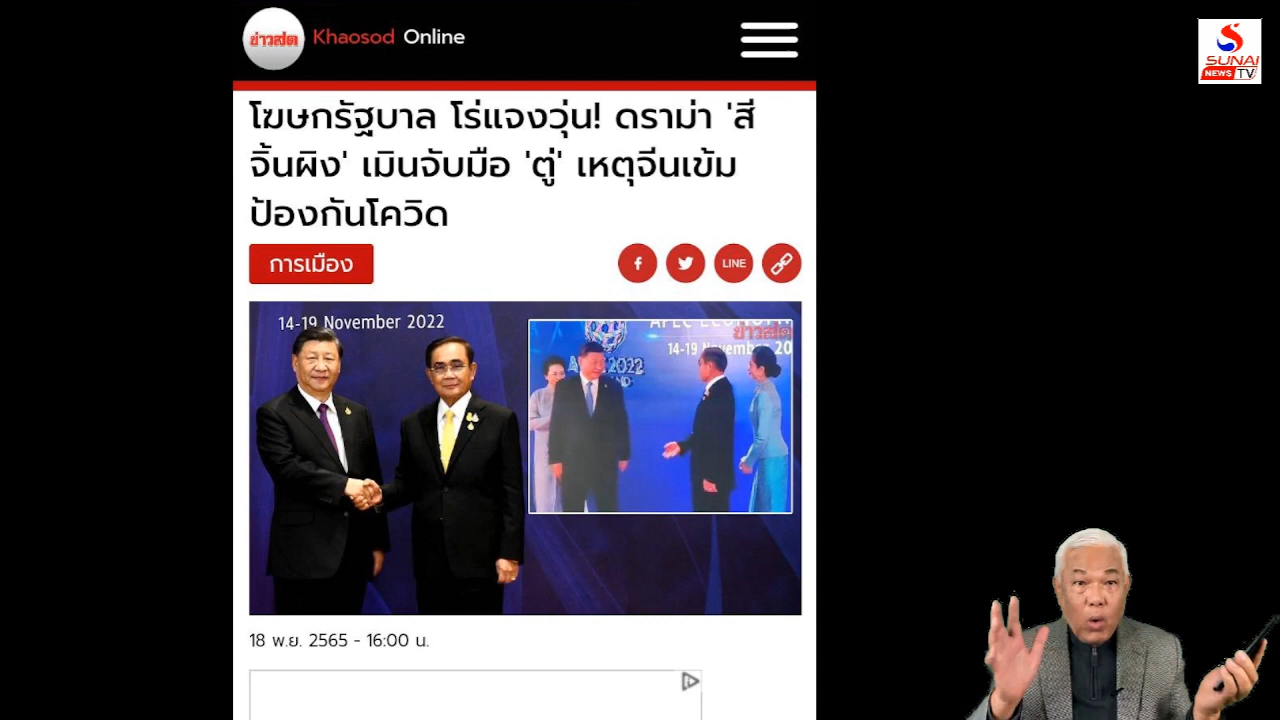 ข่าวสด
Khaosod Online
SUNAI
NEWS TV
โฆษกรัฐบาล โร่แจงวุ่น! ดราม่า 'สี
จิ้นผิง' เมินจับมือ 'ตู่' เหตุจีนเข้ม
ป้องกันโควิด
การเมือง
LINE
14-19 November 2022
ข่าวสด
14-19 November 20
2022
18 พ.ย. 2565 - 16:00 น.